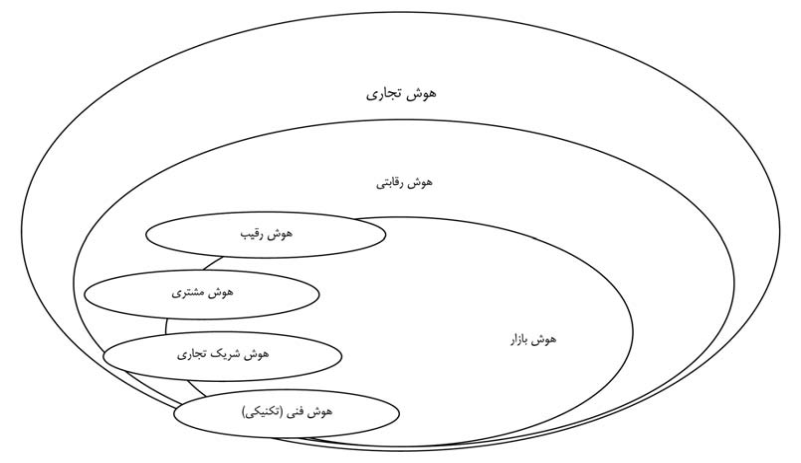 هوش تجاری
هوش رقابتی
هوش رقیب
هوش مشتری
هوش بازار
هوش شریک تجاری
هوش فنی (تکنیکی)